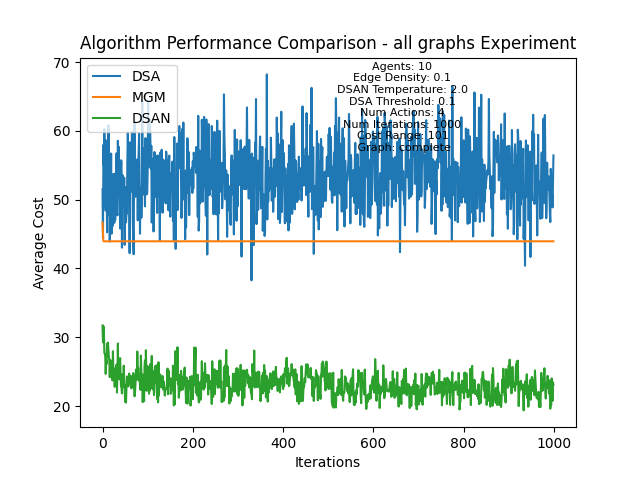 Algorithm Performance Comparison - all graphs Experiment
70
60
50
40
30
20
Average Cost
DSA
MGM
DSAN
Agents: 10
Edge Density: 0.1
DSAN Temperature: 2.0
DSA Threshold: 0.1
Num Actions: 4
Num Iterations: 1000
Cost Range: 101
Graph: complete
0
200
400
600
800
1000
Iterations